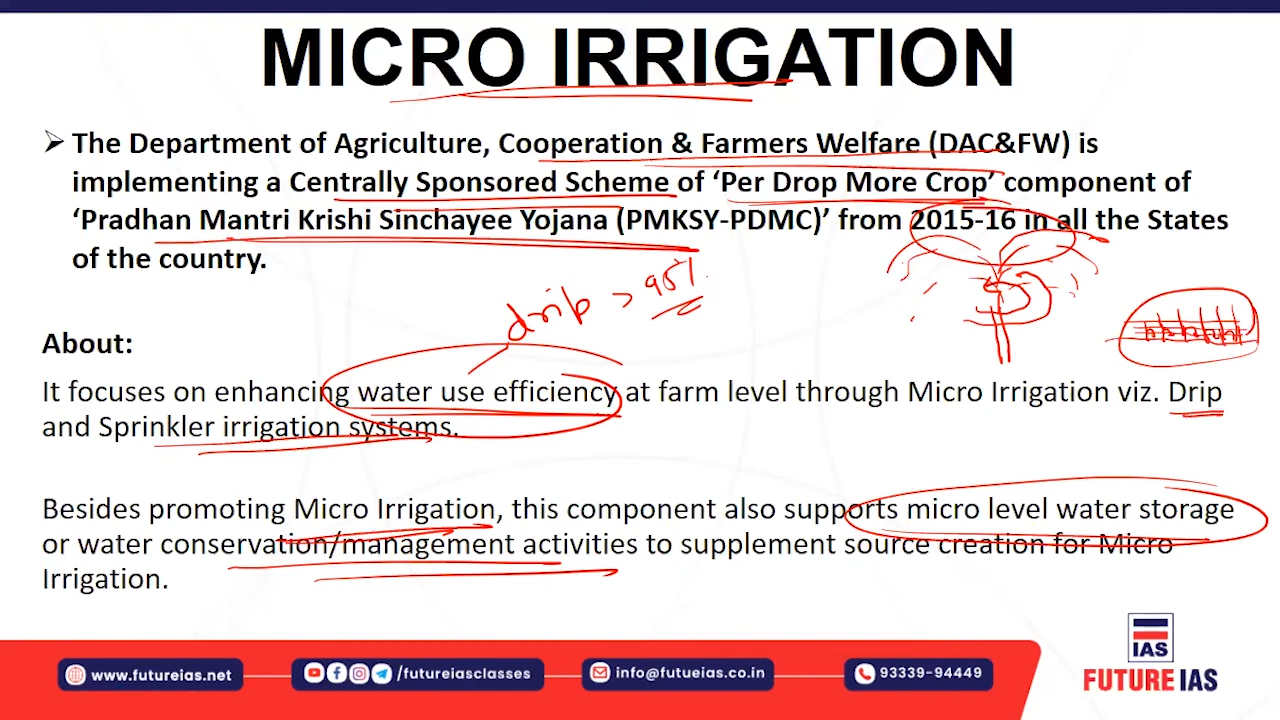 MICRO IRRIGATION
➢ The Department of Agriculture, Cooperation & Farmers Welfare (DAC&FW) is
implementing a Centrally Sponsored Scheme of ‘Per Drop More Crop’ component of
‘Pradhan Mantri Krishi Sinchayee Yojana (PMKSY-PDMC)’ from 2015-16 in all the States
of the country.
drip > 95%
About:
It focuses on enhancing water use efficiency at farm level through Micro Irrigation viz. Drip
and Sprinkler irrigation systems.
Besides promoting Micro Irrigation, this component also supports micro level water storage
or water conservation/management activities to supplement source creation for Micro
Irrigation.
www.futureias.net
/futureiasclasses
info@futueias.co.in
93339-94449
IAS
FUTURE IAS